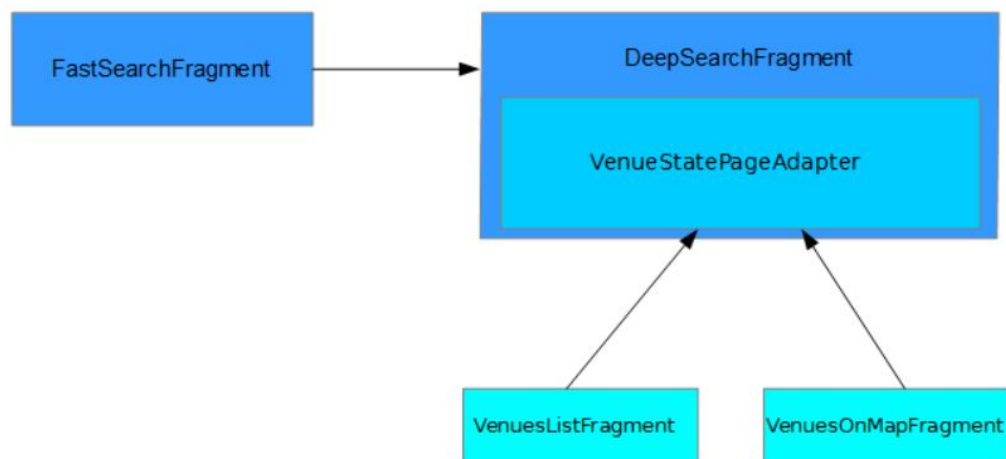 FastSearchFragment
DeepSearchFragment
VenueStatePageAdapter
VenuesListFragment
VenuesOnMapFragment